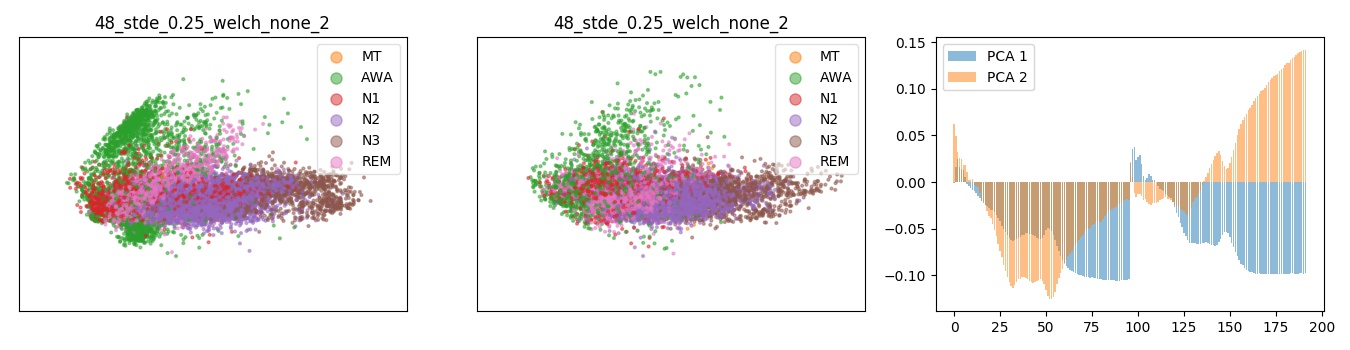 48_stde_0.25_welch_none_2
MT
AWA
N1
N2
N3
REM
48_stde_0.25_welch_none_2
MT
AWA
N1
N2
N3
REM
PCA 1
PCA 2
0.15
0.10
0.05
0.00
−0.05
−0.10
0
25
50
75
100
125
150
175
200